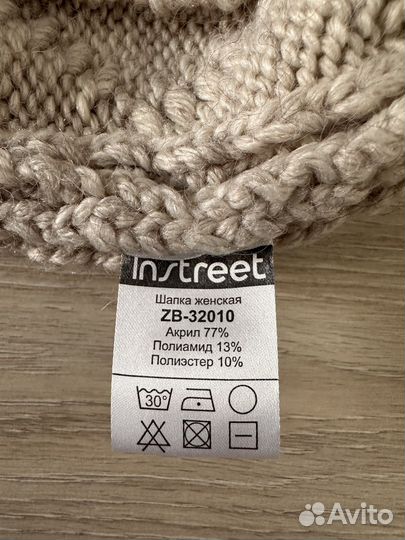 instreet
Шапка женская
ZB-32010
Акрил 77%
Полиамид 13%
Полиэстер 10%
30°
Avito